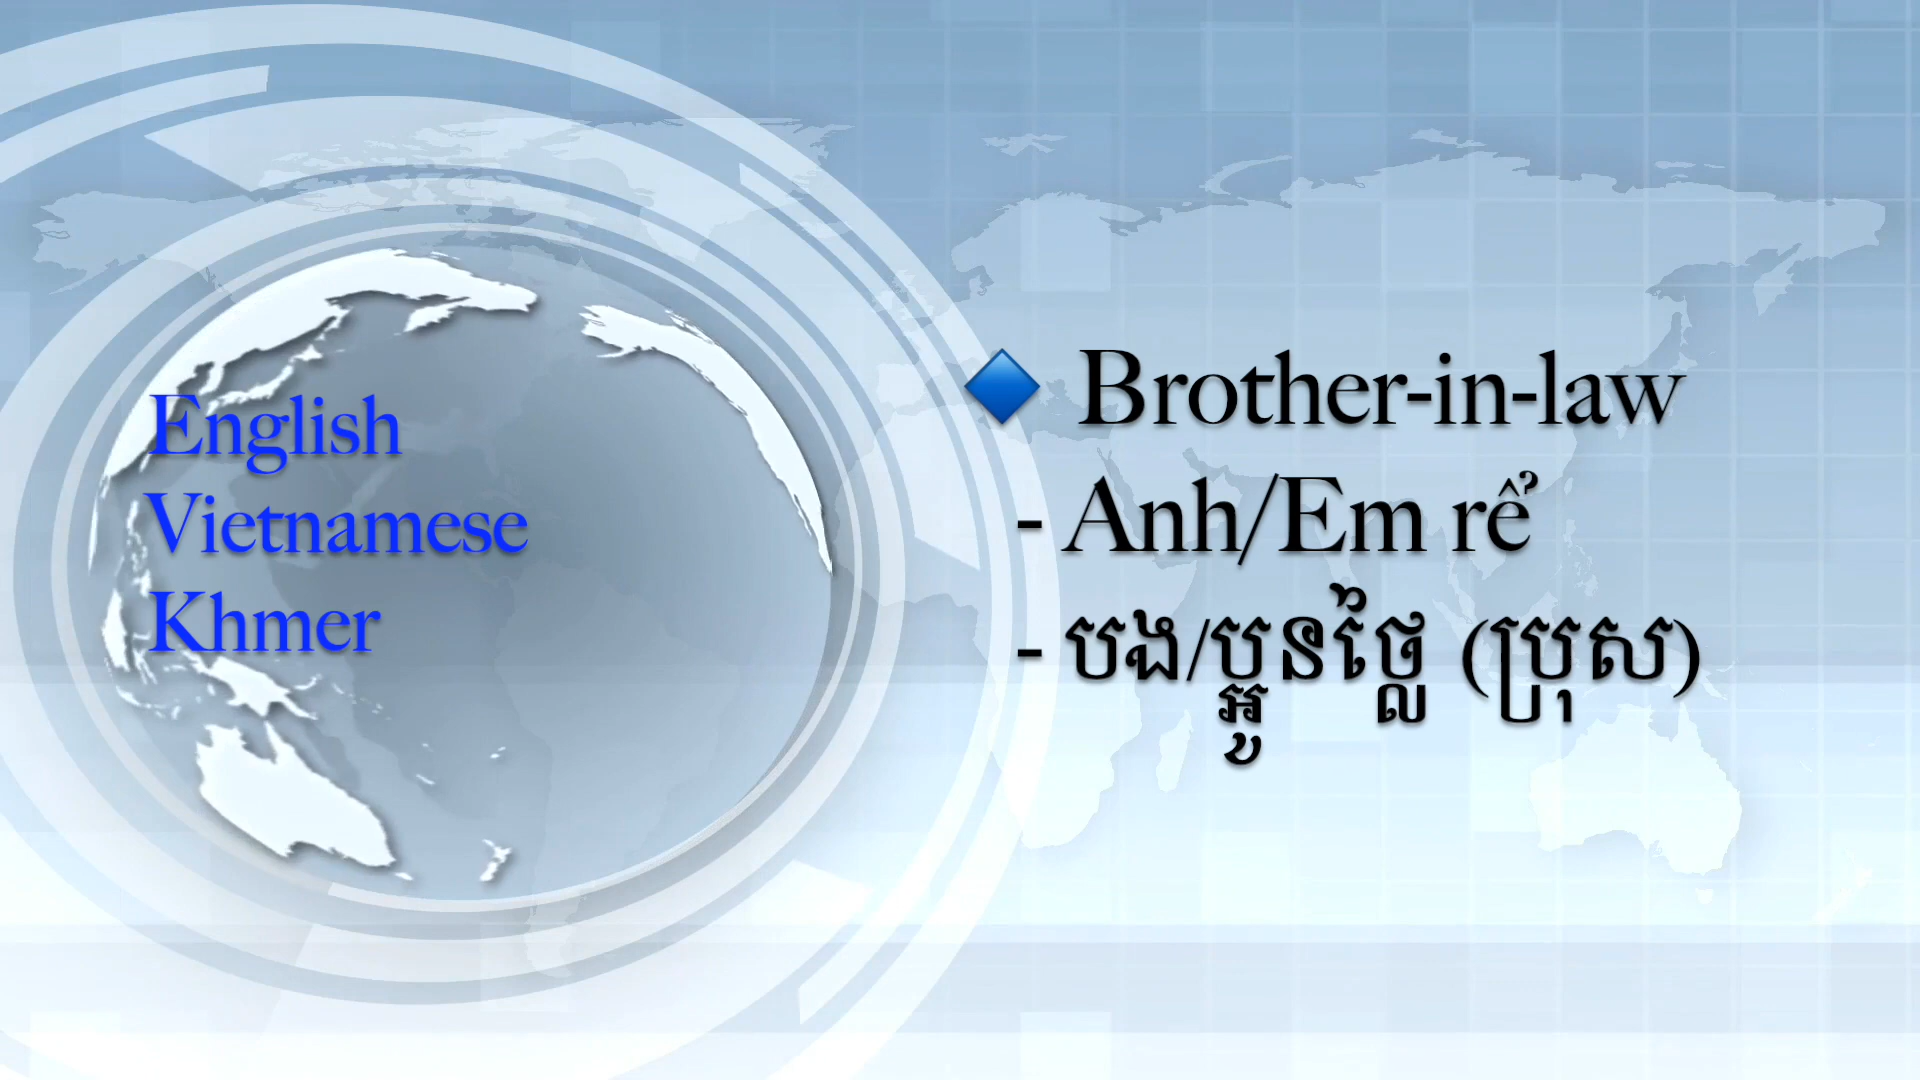 English
Vietnamese
Khmer
Brother-in-law
- Anh/Em rể
- បង/ប្អូនថ្លៃ (ប្រុស)